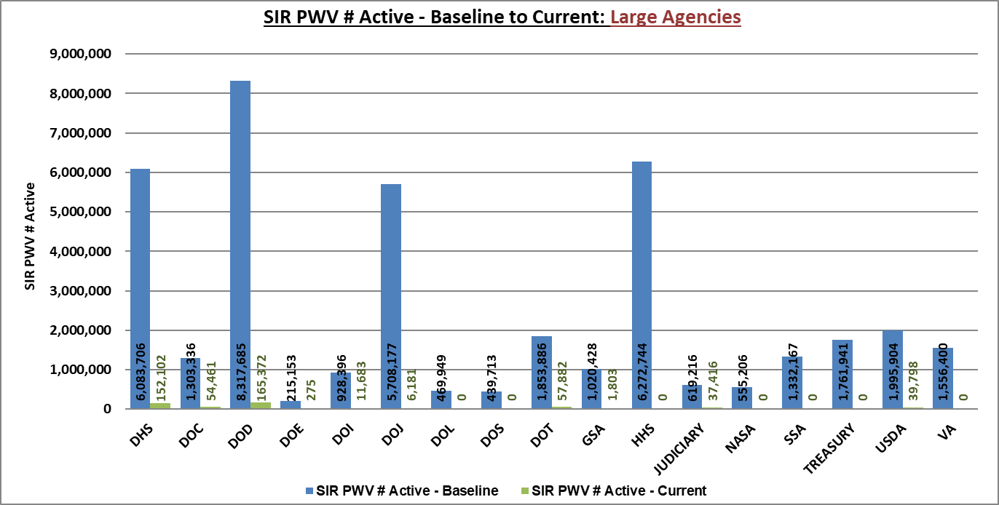 SIR PWV # Active - Baseline to Current: Large Agencies
SIR PWV # Active
9,000,000
8,000,000
7,000,000
6,000,000
5,000,000
4,000,000
3,000,000
2,000,000
1,000,000
0
6,083,706
152,102
1,303,336
54,461
8,317,685
165,372
215,153
275
928,396
11,683
5,708,177
6,181
469,949
0
439,713
0
1,853,886
57,882
1,020,428
1,803
6,272,744
0
619,216
37,416
555,206
0
1,332,167
0
1,761,941
0
1,995,904
39,798
1,556,400
0
DHS
DOC
DOD
DOE
DOI
DOJ
DOL
DOS
DOT
GSA
HHS
JUDICIARY
NASA
SSA
TREASURY
USDA
VA
SIR PWV # Active - Baseline
SIR PWV # Active - Current